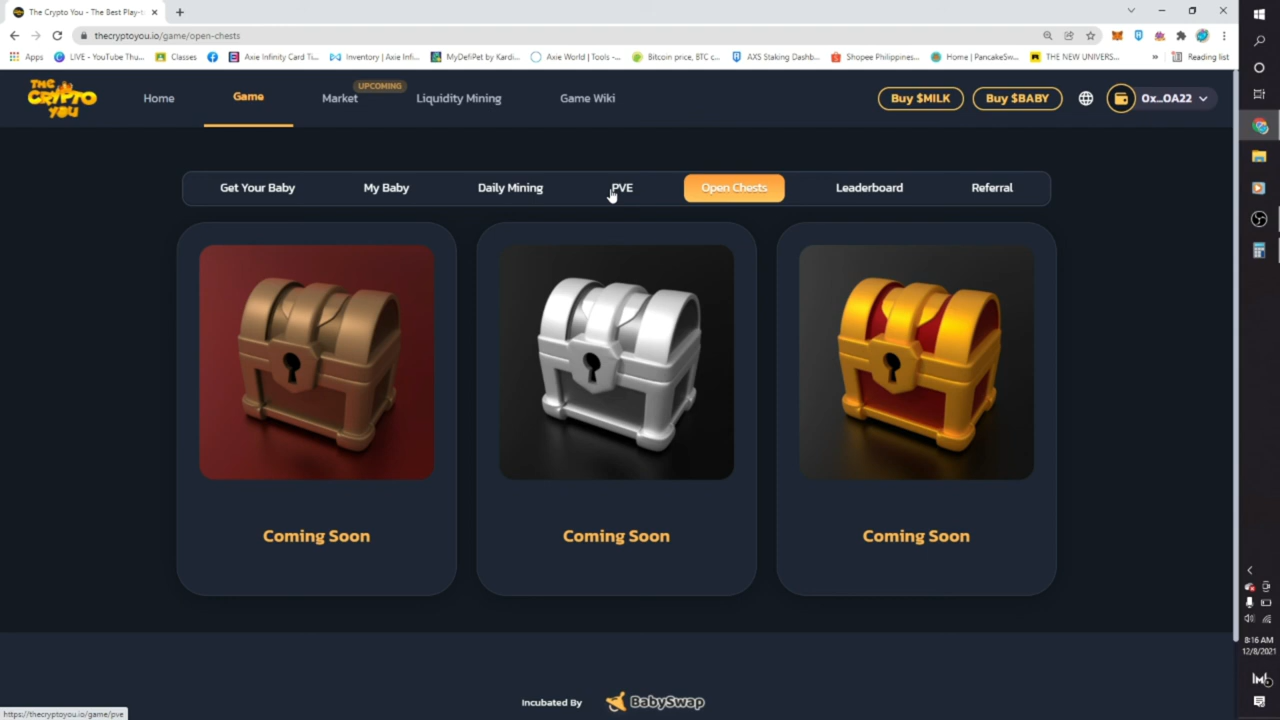 The Crypto You - The Best Play-t
thecryptoyou.io/game/open-chests
Apps LIVE - YouTube Thu... Classes Axie Infinity Card Ti... Inventory | Axie Infi... MyDefiPet by Kardi... Axie World | Tools -... Bitcoin price, BTC c... AXS Staking Dashb... Shopee Philippines... Home | PancakeSw... THE NEW UNIVERS... » Reading list
THE CRYPTO YOU
Home Game Market UPCOMING Liquidity Mining Game Wiki Buy $MILK Buy $BABY 0x...0A22
Get Your Baby My Baby Daily Mining PVE Open Chests Leaderboard Referral
Coming Soon Coming Soon Coming Soon
Incubated By BabySwap
https://thecryptoyou.io/game/pve
8:16 AM
12/8/2021